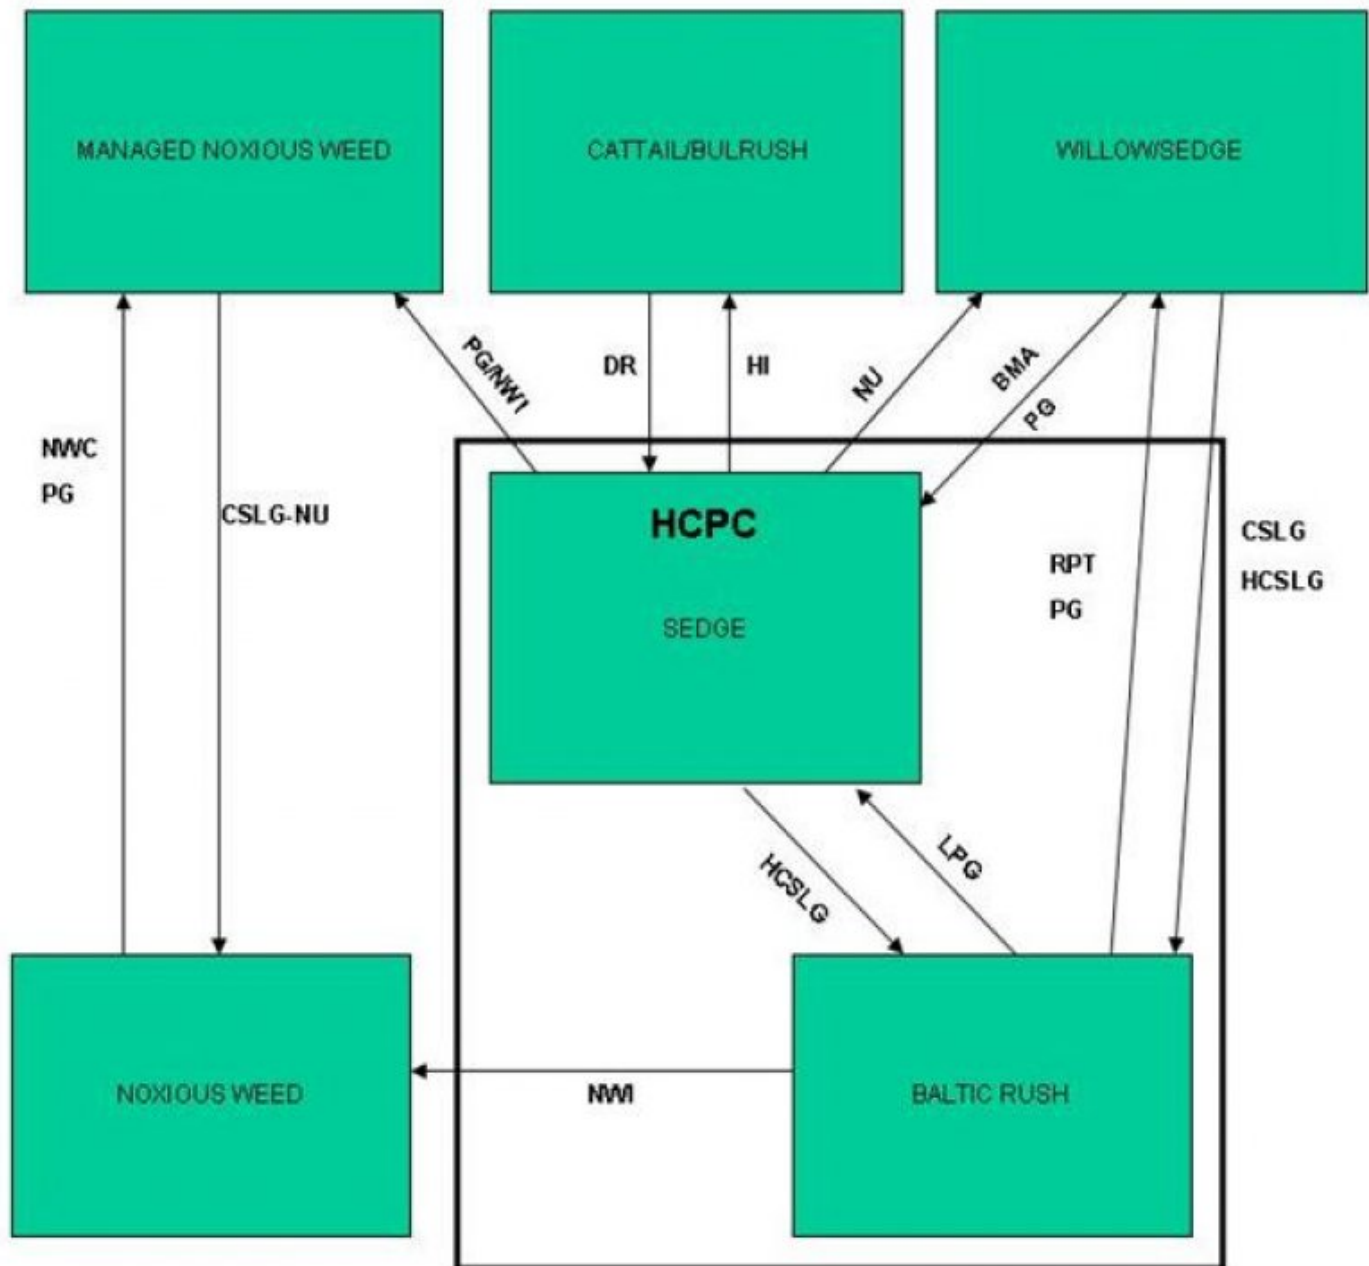 MANAGED NOXIOUS WEED
CATTAIL/BULRUSH
WILLOW/SEDGE
PG/NW1
DR
HI
NU
BMA
PG
NWC
PG
CSLG-NU
HCPC
SEDGE
RPT
PG
CSLG
HCSLG
HCSLG
LPG
NOXIOUS WEED
NWI
BALTIC RUSH